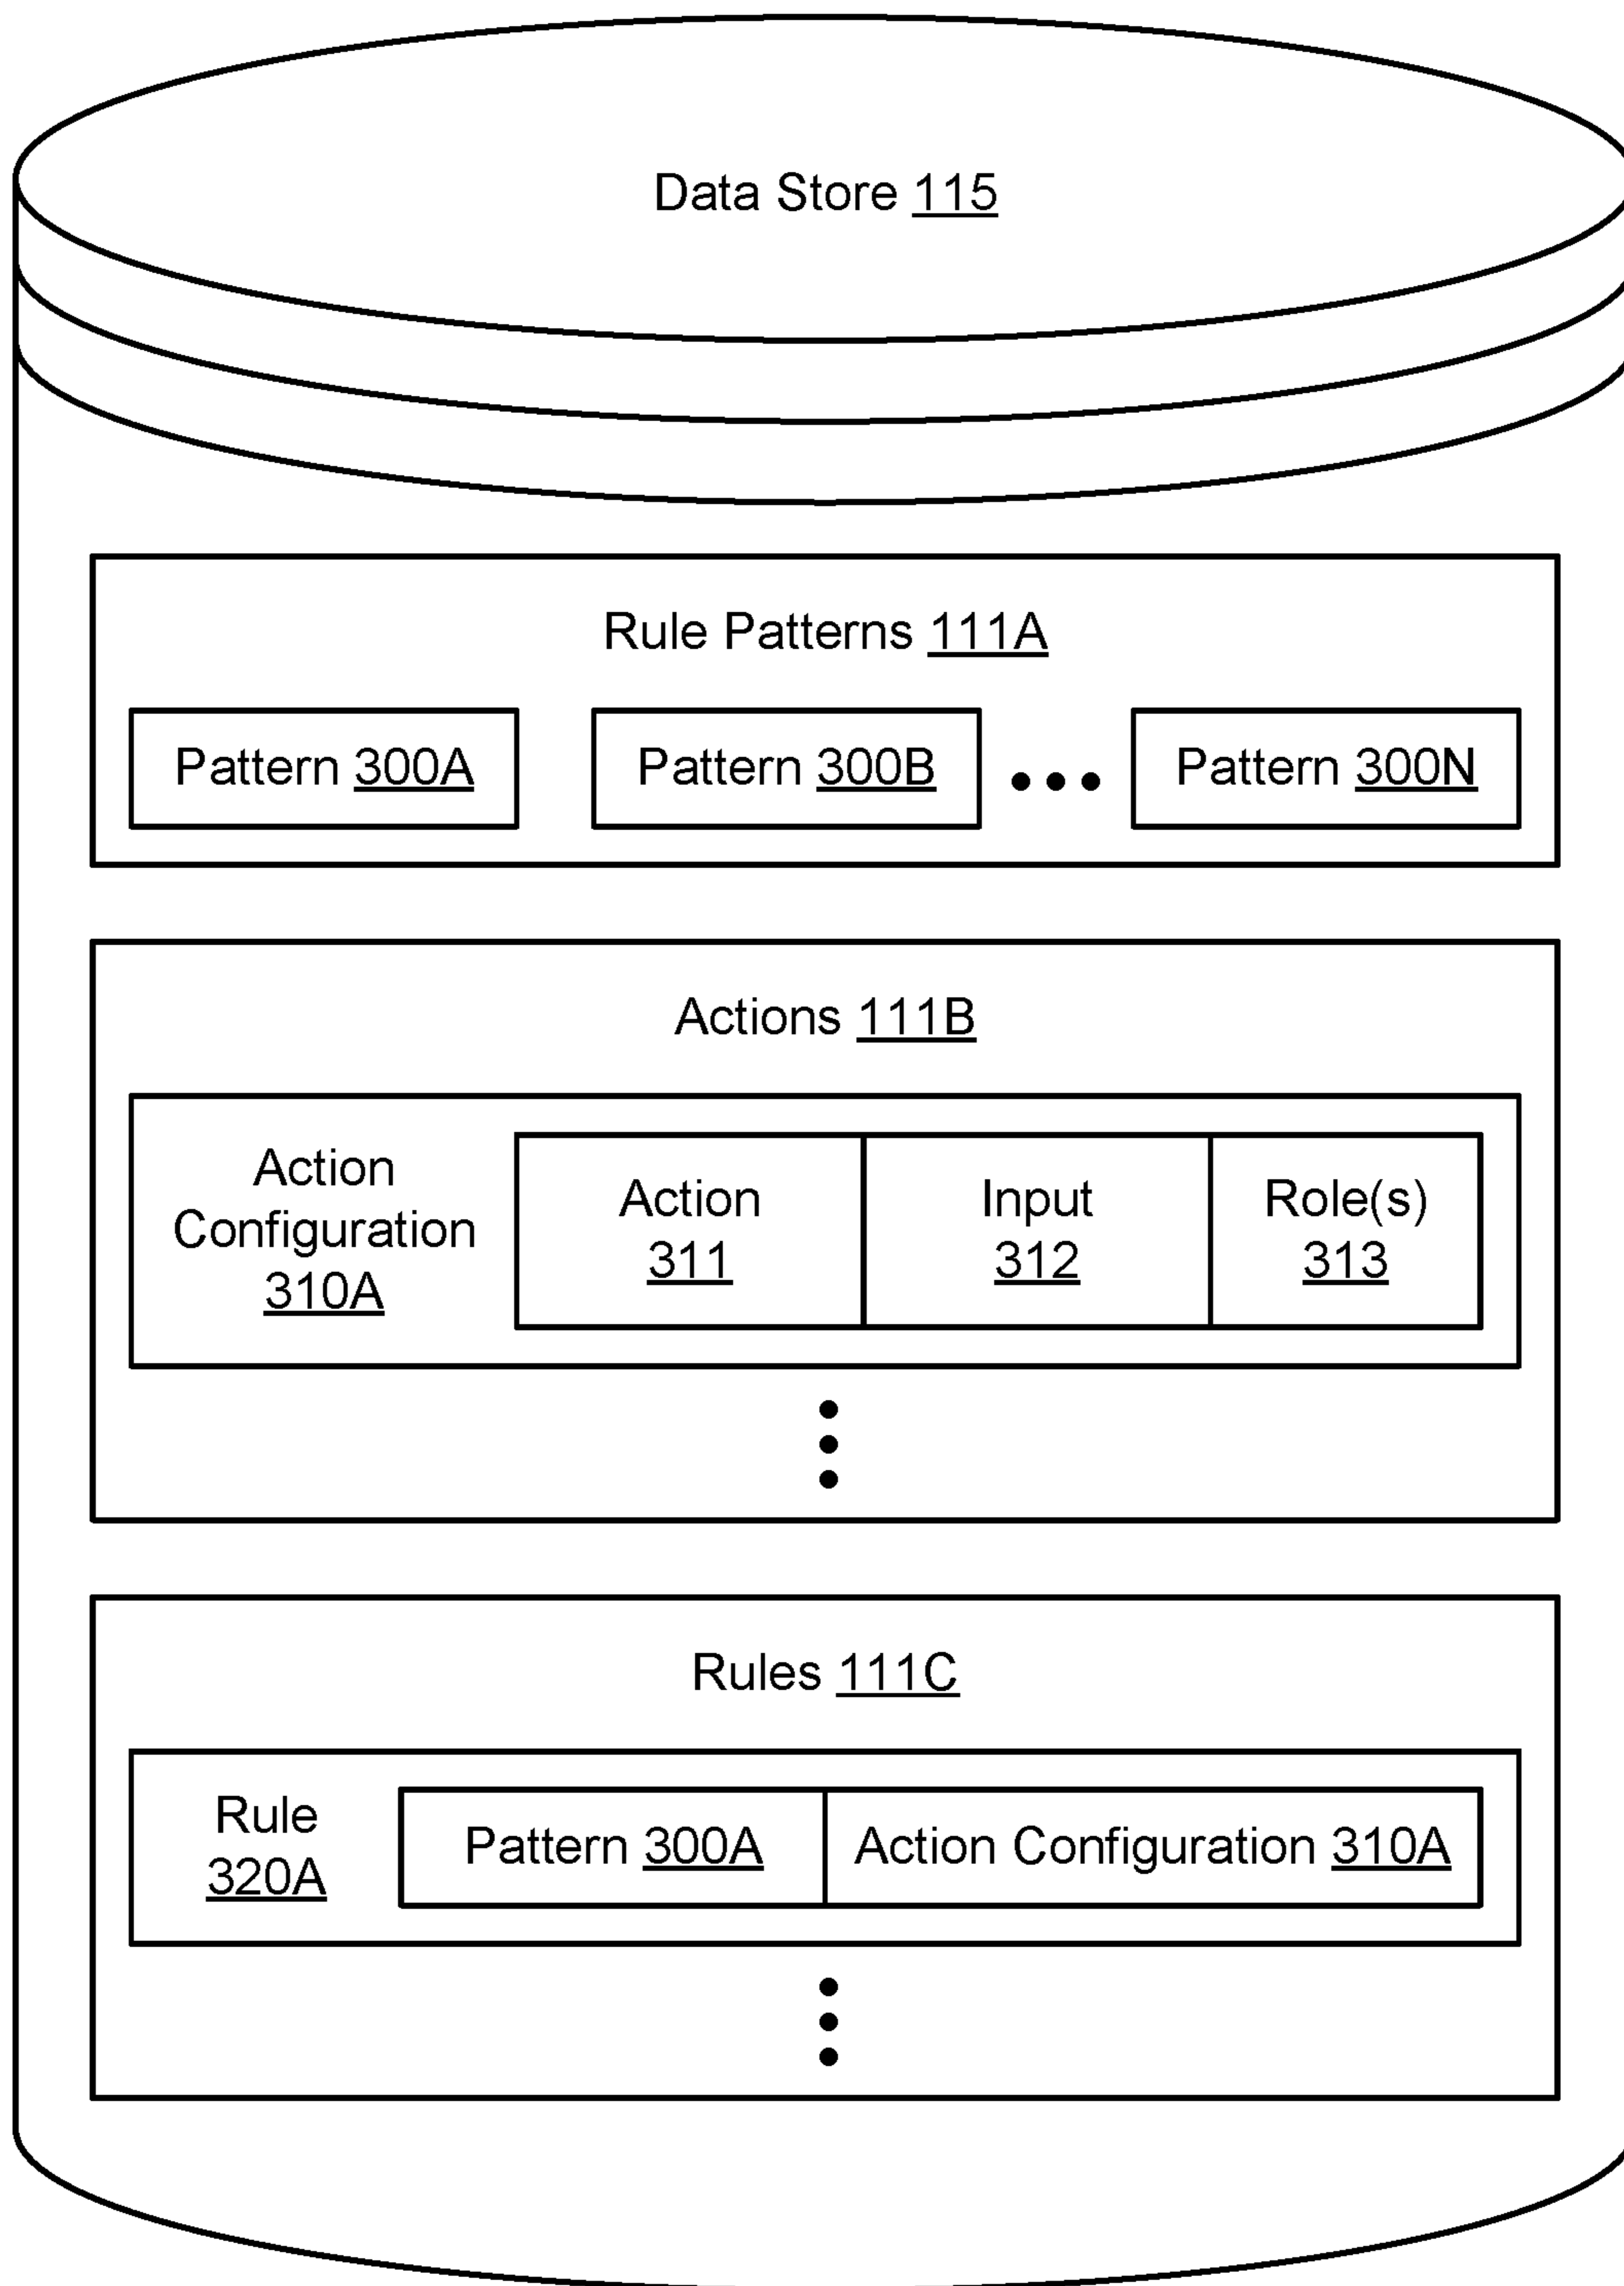 Data Store 115
Rule Patterns 111A
Pattern 300A Pattern 300B Pattern 300N
Actions 111B
Action Configuration 310A
Action 311
Input 312
Role(s) 313
Rules 111C
Rule 320A
Pattern 300A Action Configuration 310A